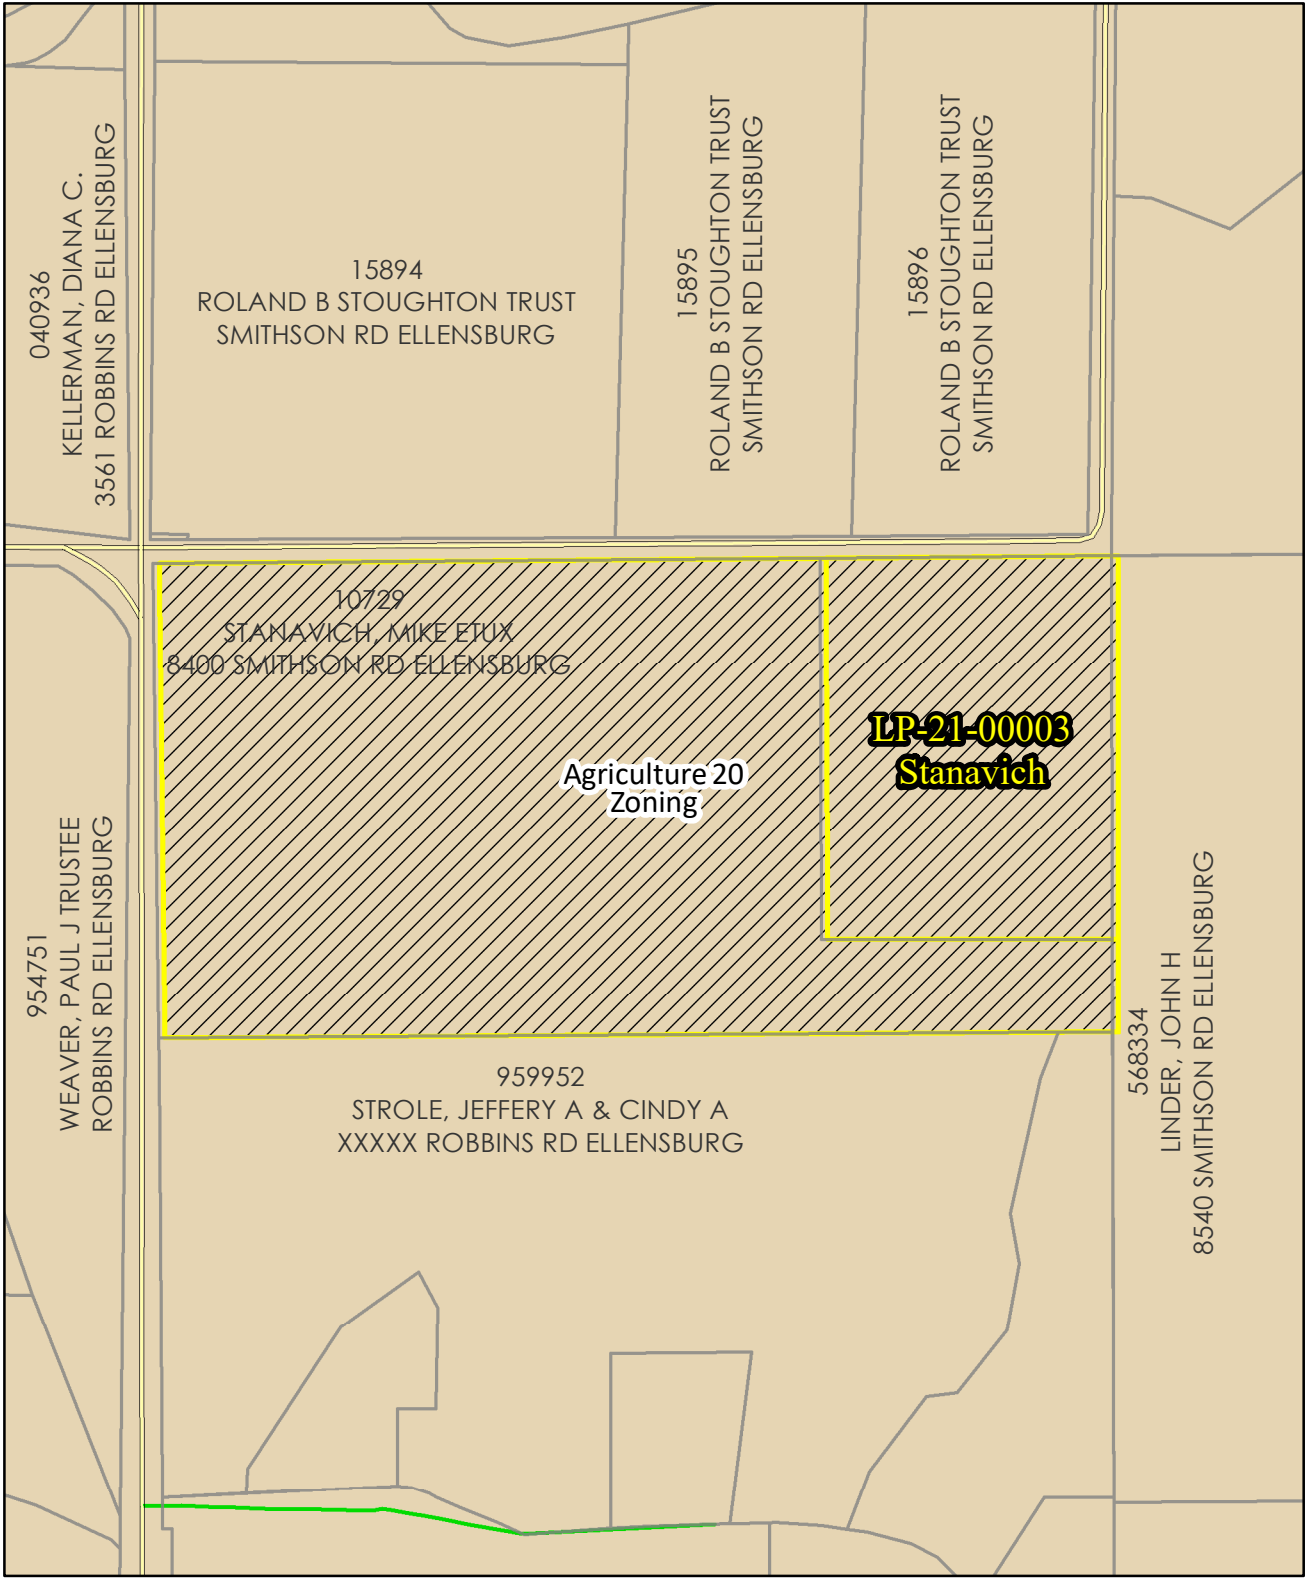 040936
KELLERMAN, DIANA C.
3561 ROBBINS RD ELLENSBURG
15894
ROLAND B STOUGHTON TRUST
SMITHSON RD ELLENSBURG
15895
ROLAND B STOUGHTON TRUST
SMITHSON RD ELLENSBURG
15896
ROLAND B STOUGHTON TRUST
SMITHSON RD ELLENSBURG
10729
STANAVICH, MIKE ETUX
8400 SMITHSON RD ELLENSBURG
LP-21-00003
Stanavich
Agriculture 20
Zoning
954751
WEAVER, PAUL J TRUSTEE
ROBBINS RD ELLENSBURG
568334
LINDER, JOHN H
8540 SMITHSON RD ELLENSBURG
959952
STROLE, JEFFERY A & CINDY A
XXXXX ROBBINS RD ELLENSBURG